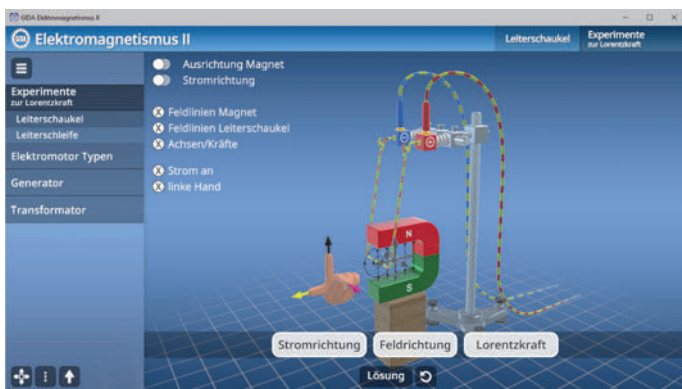 GIDA Elektromagnetismus II
Elektromagnetismus II
Leiterschaukel
Experimente
zur Lorentzkraft
Experimente
zur Lorentzkraft
Leiterschaukel
Leiterschleife
Elektromotor Typen
Generator
Transformator
Ausrichtung Magnet
Stromrichtung
X Feldlinien Magnet
X Feldlinien Leiterschaukel
X Achsen/Kräfte
X Strom an
X linke Hand
N
S
Stromrichtung
Feldrichtung
Lorentzkraft
Lösung